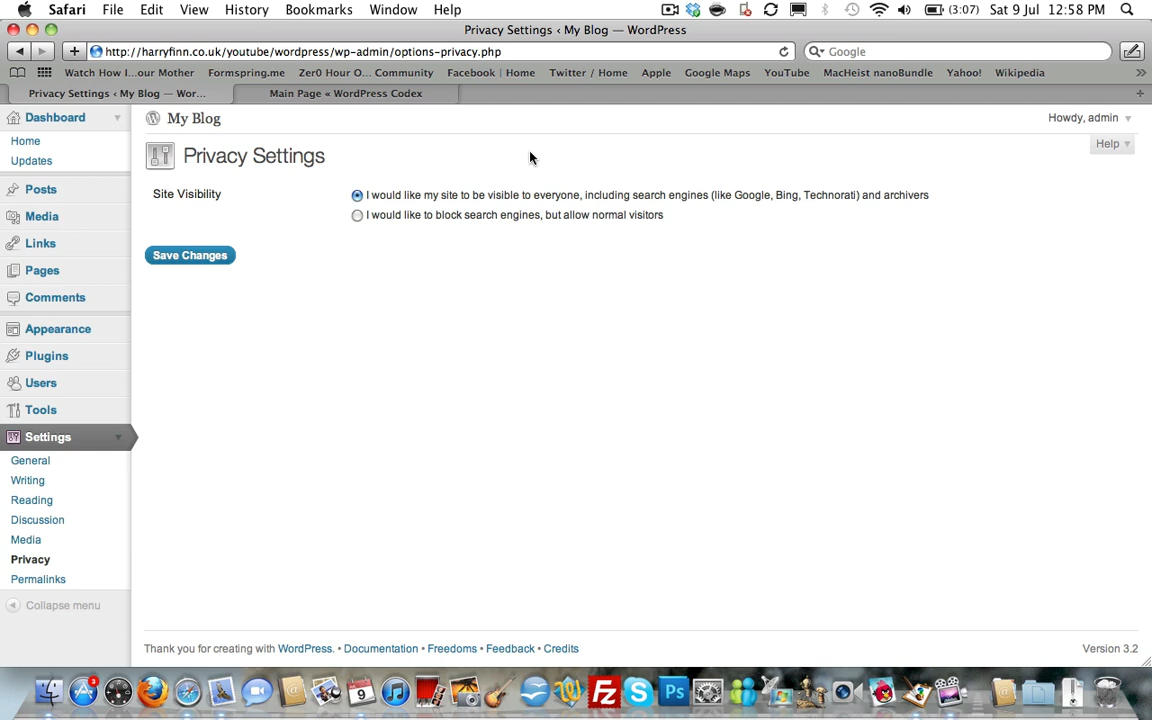 Safari File Edit View History Bookmarks Window Help (3:07) Sat 9 Jul 12:58 PM
Privacy Settings ‹ My Blog — WordPress
http://harryfinn.co.uk/youtube/wordpress/wp-admin/options-privacy.php Google
Watch How I...our Mother Formspring.me Zer0 Hour O... Community Facebook | Home Twitter / Home Apple Google Maps YouTube MacHeist nanoBundle Yahoo! Wikipedia
Privacy Settings ‹ My Blog — Wor... Main Page « WordPress Codex
Dashboard
Home
Updates
Posts
Media
Links
Pages
Comments
Appearance
Plugins
Users
Tools
Settings
General
Writing
Reading
Discussion
Media
Privacy
Permalinks
Collapse menu
My Blog Howdy, admin
Help
Privacy Settings
Site Visibility
I would like my site to be visible to everyone, including search engines (like Google, Bing, Technorati) and archivers
I would like to block search engines, but allow normal visitors
Save Changes
Thank you for creating with WordPress. • Documentation • Freedoms • Feedback • Credits Version 3.2
3
9
Fz
S
Ps